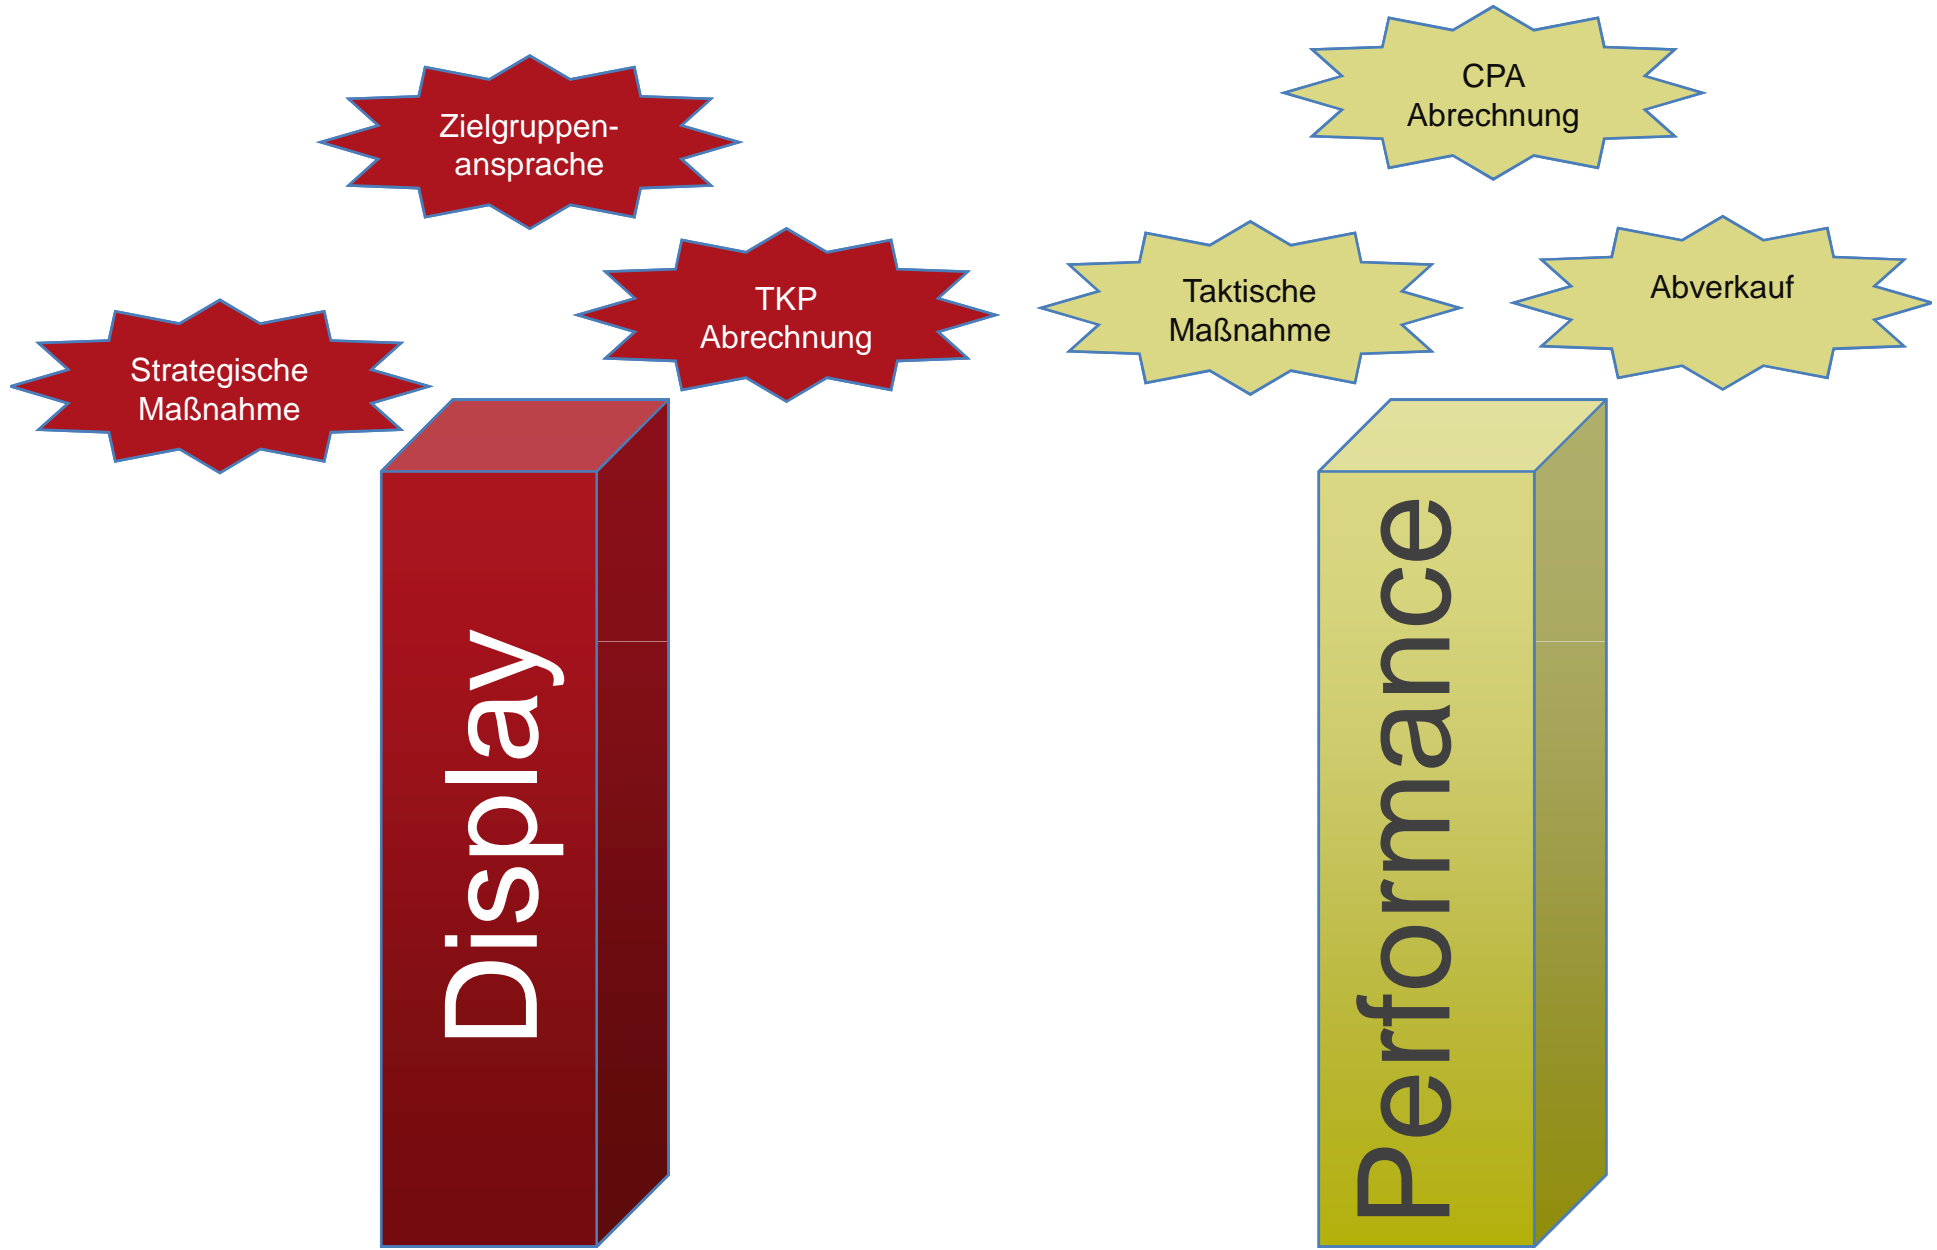 Zielgruppen-
ansprache
TKP
Abrechnung
Strategische
Maßnahme
Display
CPA
Abrechnung
Taktische
Maßnahme
Abverkauf
Performance